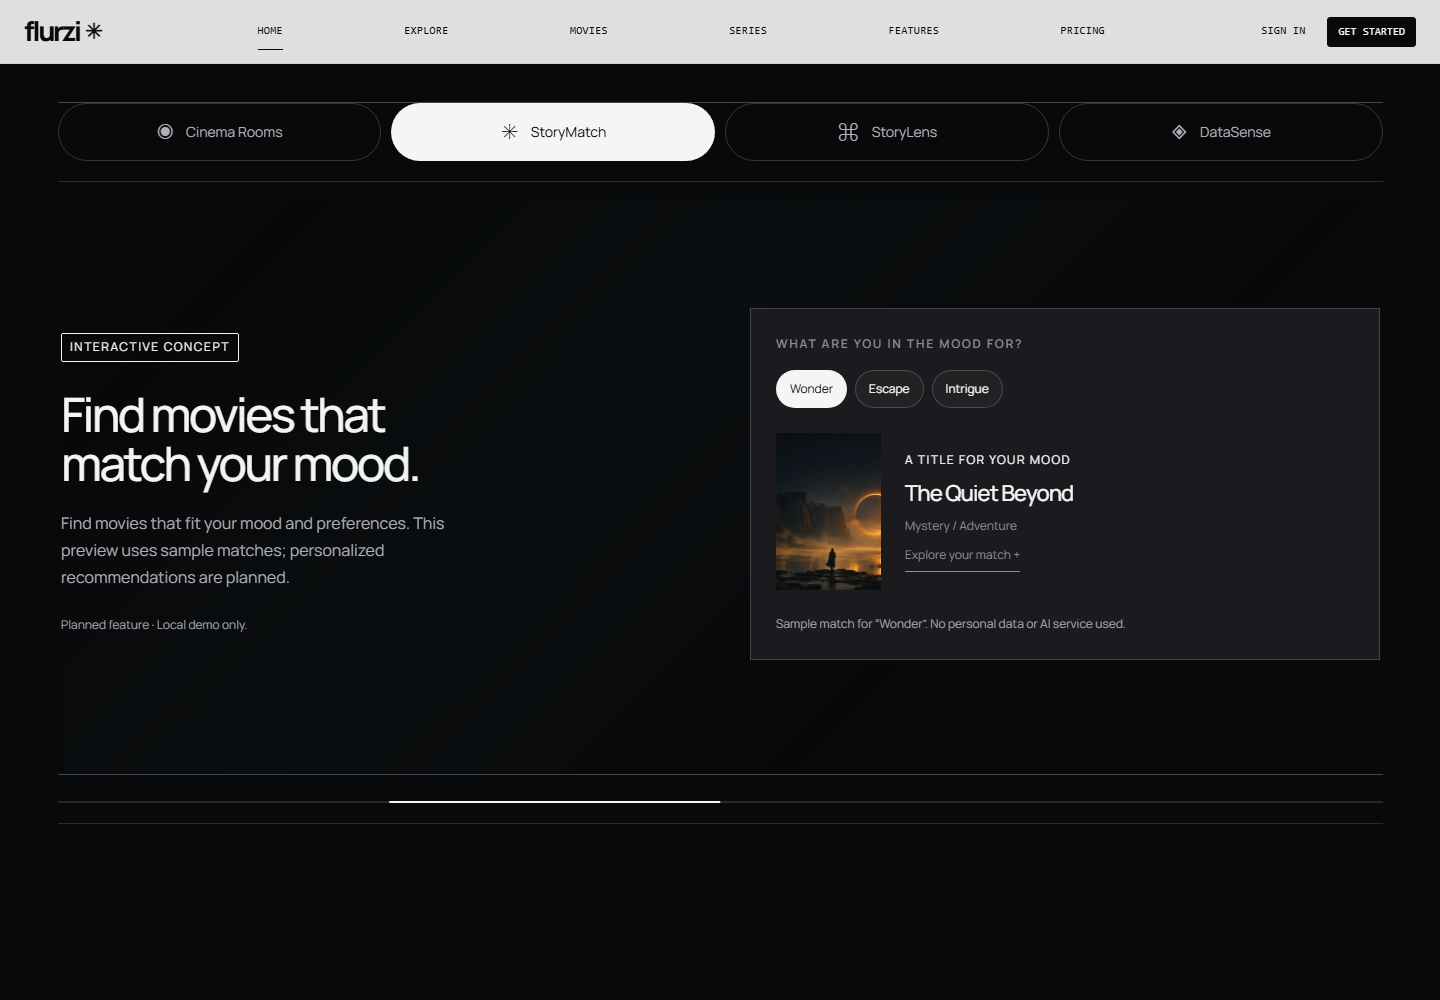 flurzi
HOME
EXPLORE
MOVIES
SERIES
FEATURES
PRICING
SIGN IN
GET STARTED
Cinema Rooms
StoryMatch
StoryLens
DataSense
INTERACTIVE CONCEPT
Find movies that
match your mood.
Find movies that fit your mood and preferences. This
preview uses sample matches; personalized
recommendations are planned.
Planned feature · Local demo only.
WHAT ARE YOU IN THE MOOD FOR?
Wonder
Escape
Intrigue
A TITLE FOR YOUR MOOD
The Quiet Beyond
Mystery / Adventure
Explore your match +
Sample match for “Wonder”. No personal data or AI service used.